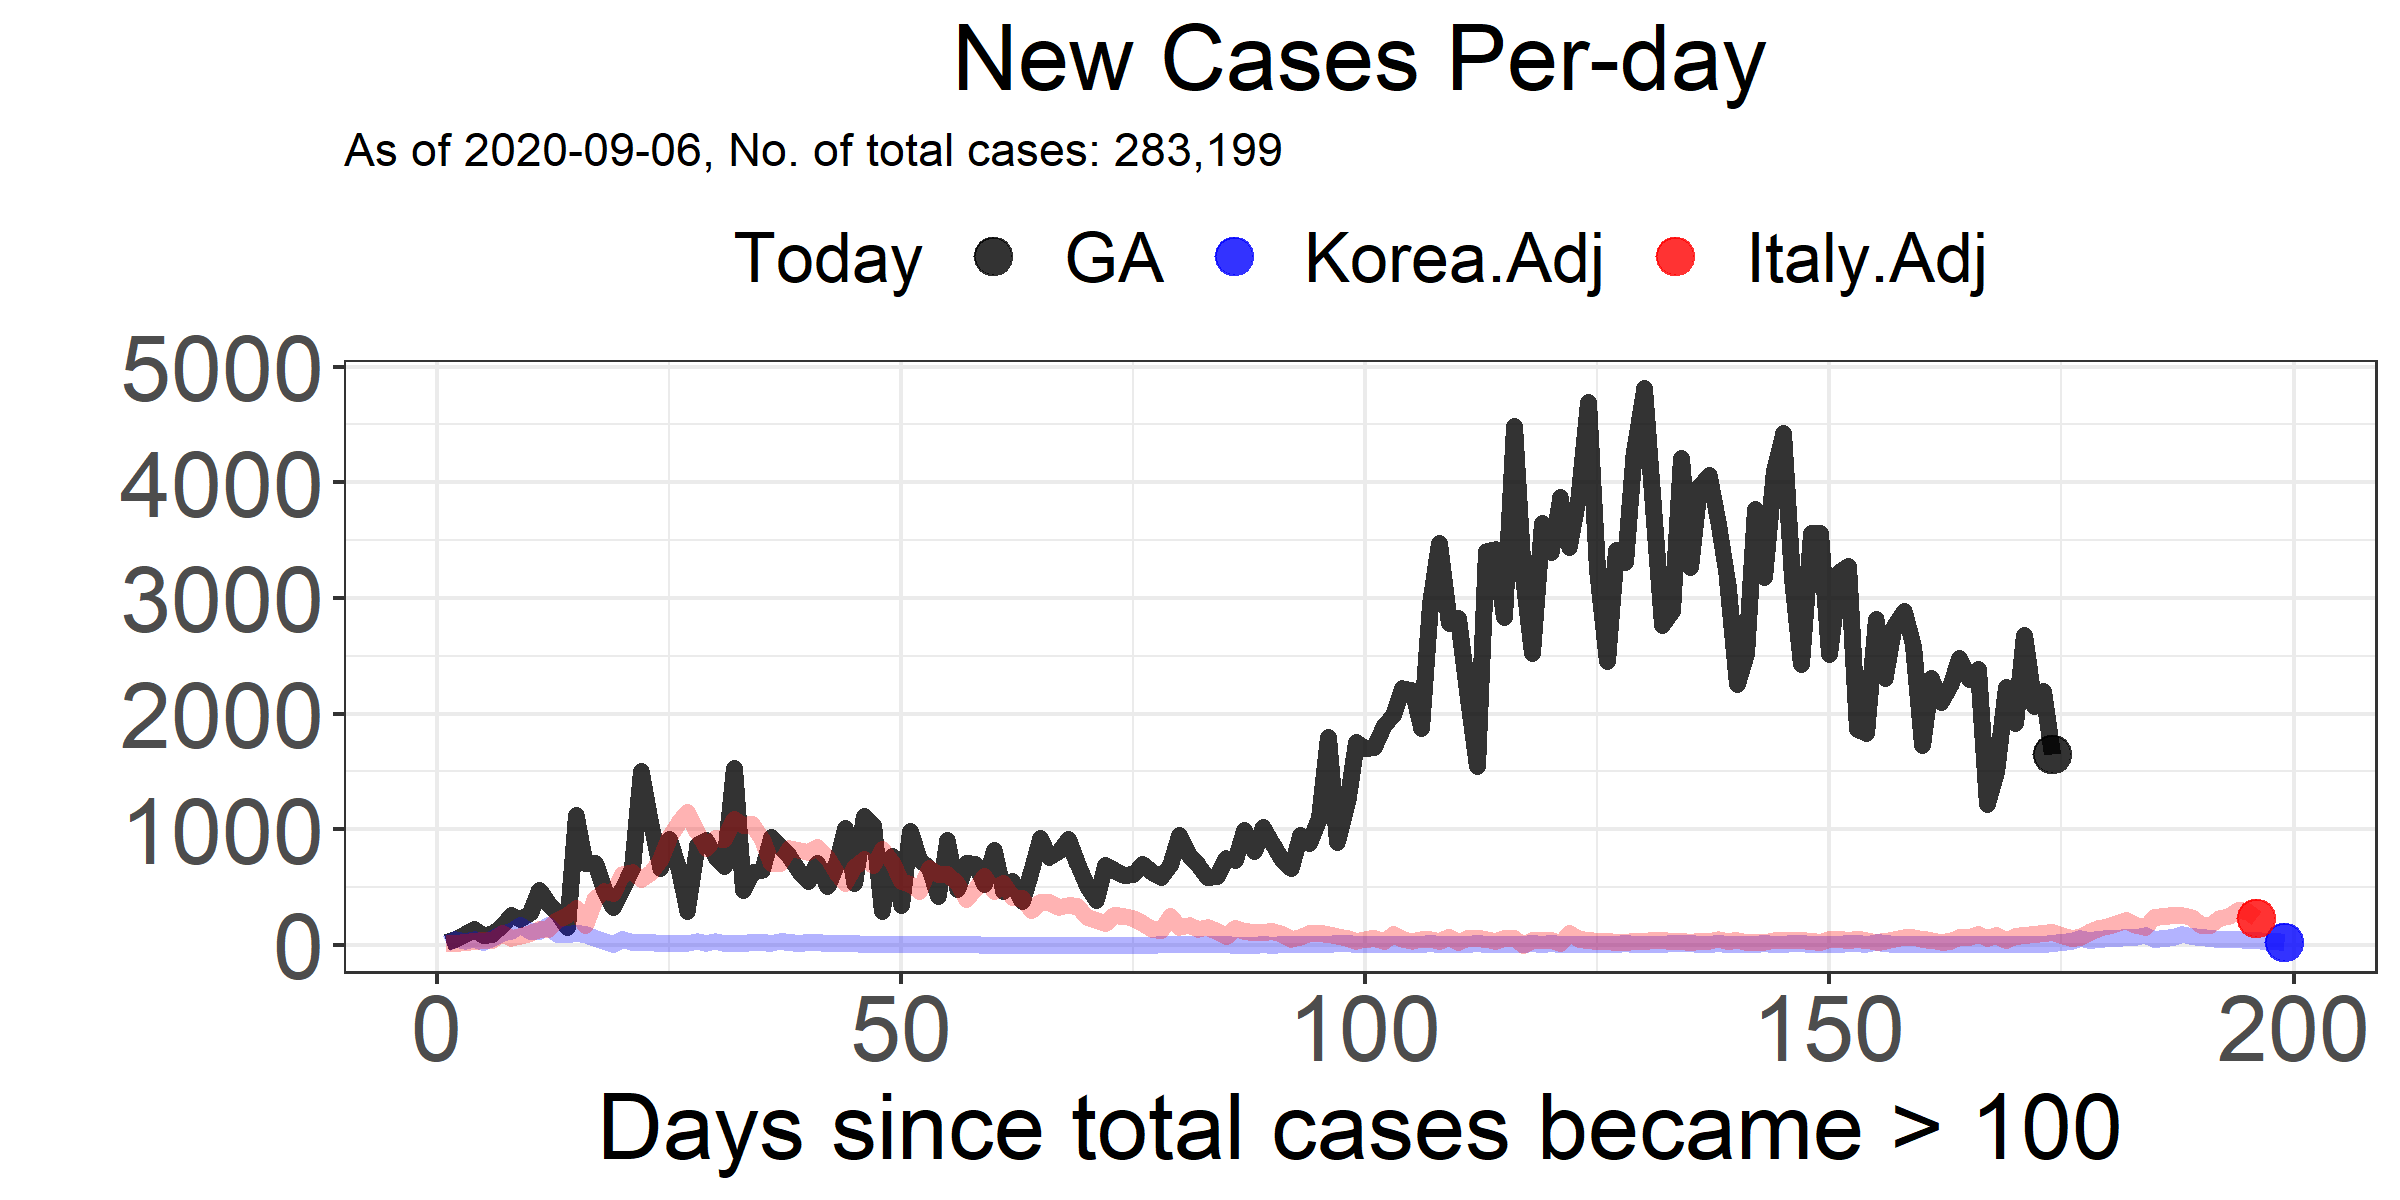 New Cases Per-day
As of 2020-09-06, No. of total cases: 283,199
Today GA Korea.Adj Italy.Adj
5000
4000
3000
2000
1000
0
0 50 100 150 200
Days since total cases became > 100